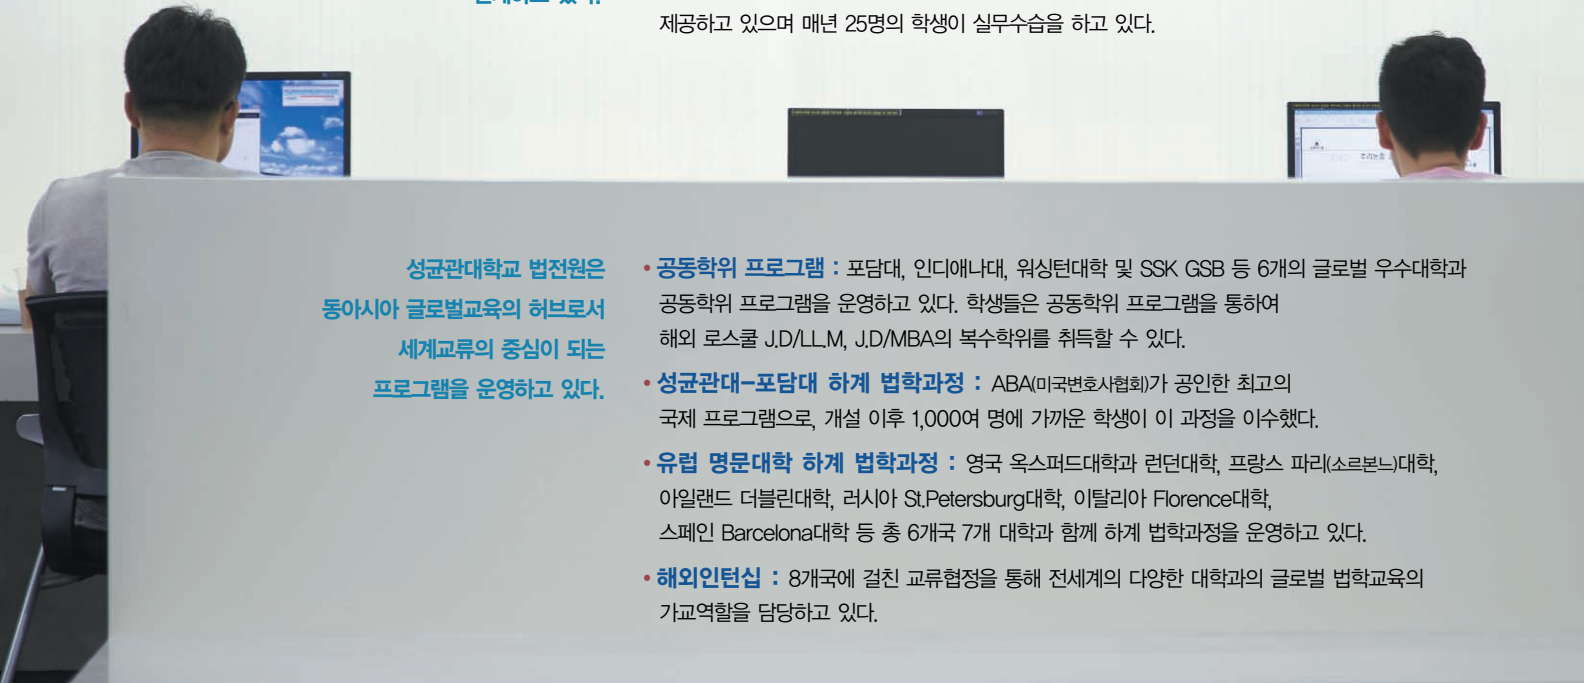 제공하고 있으며 매년 25명의 학생이 실무수습을 하고 있다.
성균관대학교 법전원은
동아시아 글로벌교육의 허브로서
세계교류의 중심이 되는
프로그램을 운영하고 있다.
• 공동학위 프로그램 : 포담대, 인디애나대, 워싱턴대학 및 SSK GSB 등 6개의 글로벌 우수대학과
공동학위 프로그램을 운영하고 있다. 학생들은 공동학위 프로그램을 통하여
해외 로스쿨 J.D/LL.M, J.D/MBA의 복수학위를 취득할 수 있다.
• 성균관대-포담대 하계 법학과정 : ABA(미국변호사협회)가 공인한 최고의
국제 프로그램으로, 개설 이후 1,000여 명에 가까운 학생이 이 과정을 이수했다.
• 유럽 명문대학 하계 법학과정 : 영국 옥스퍼드대학과 런던대학, 프랑스 파리(소르본느)대학,
아일랜드 더블린대학, 러시아 St.Petersburg대학, 이탈리아 Florence대학,
스페인 Barcelona대학 등 총 6개국 7개 대학과 함께 하계 법학과정을 운영하고 있다.
• 해외인턴십 : 8개국에 걸친 교류협정을 통해 전세계의 다양한 대학과의 글로벌 법학교육의
가교역할을 담당하고 있다.